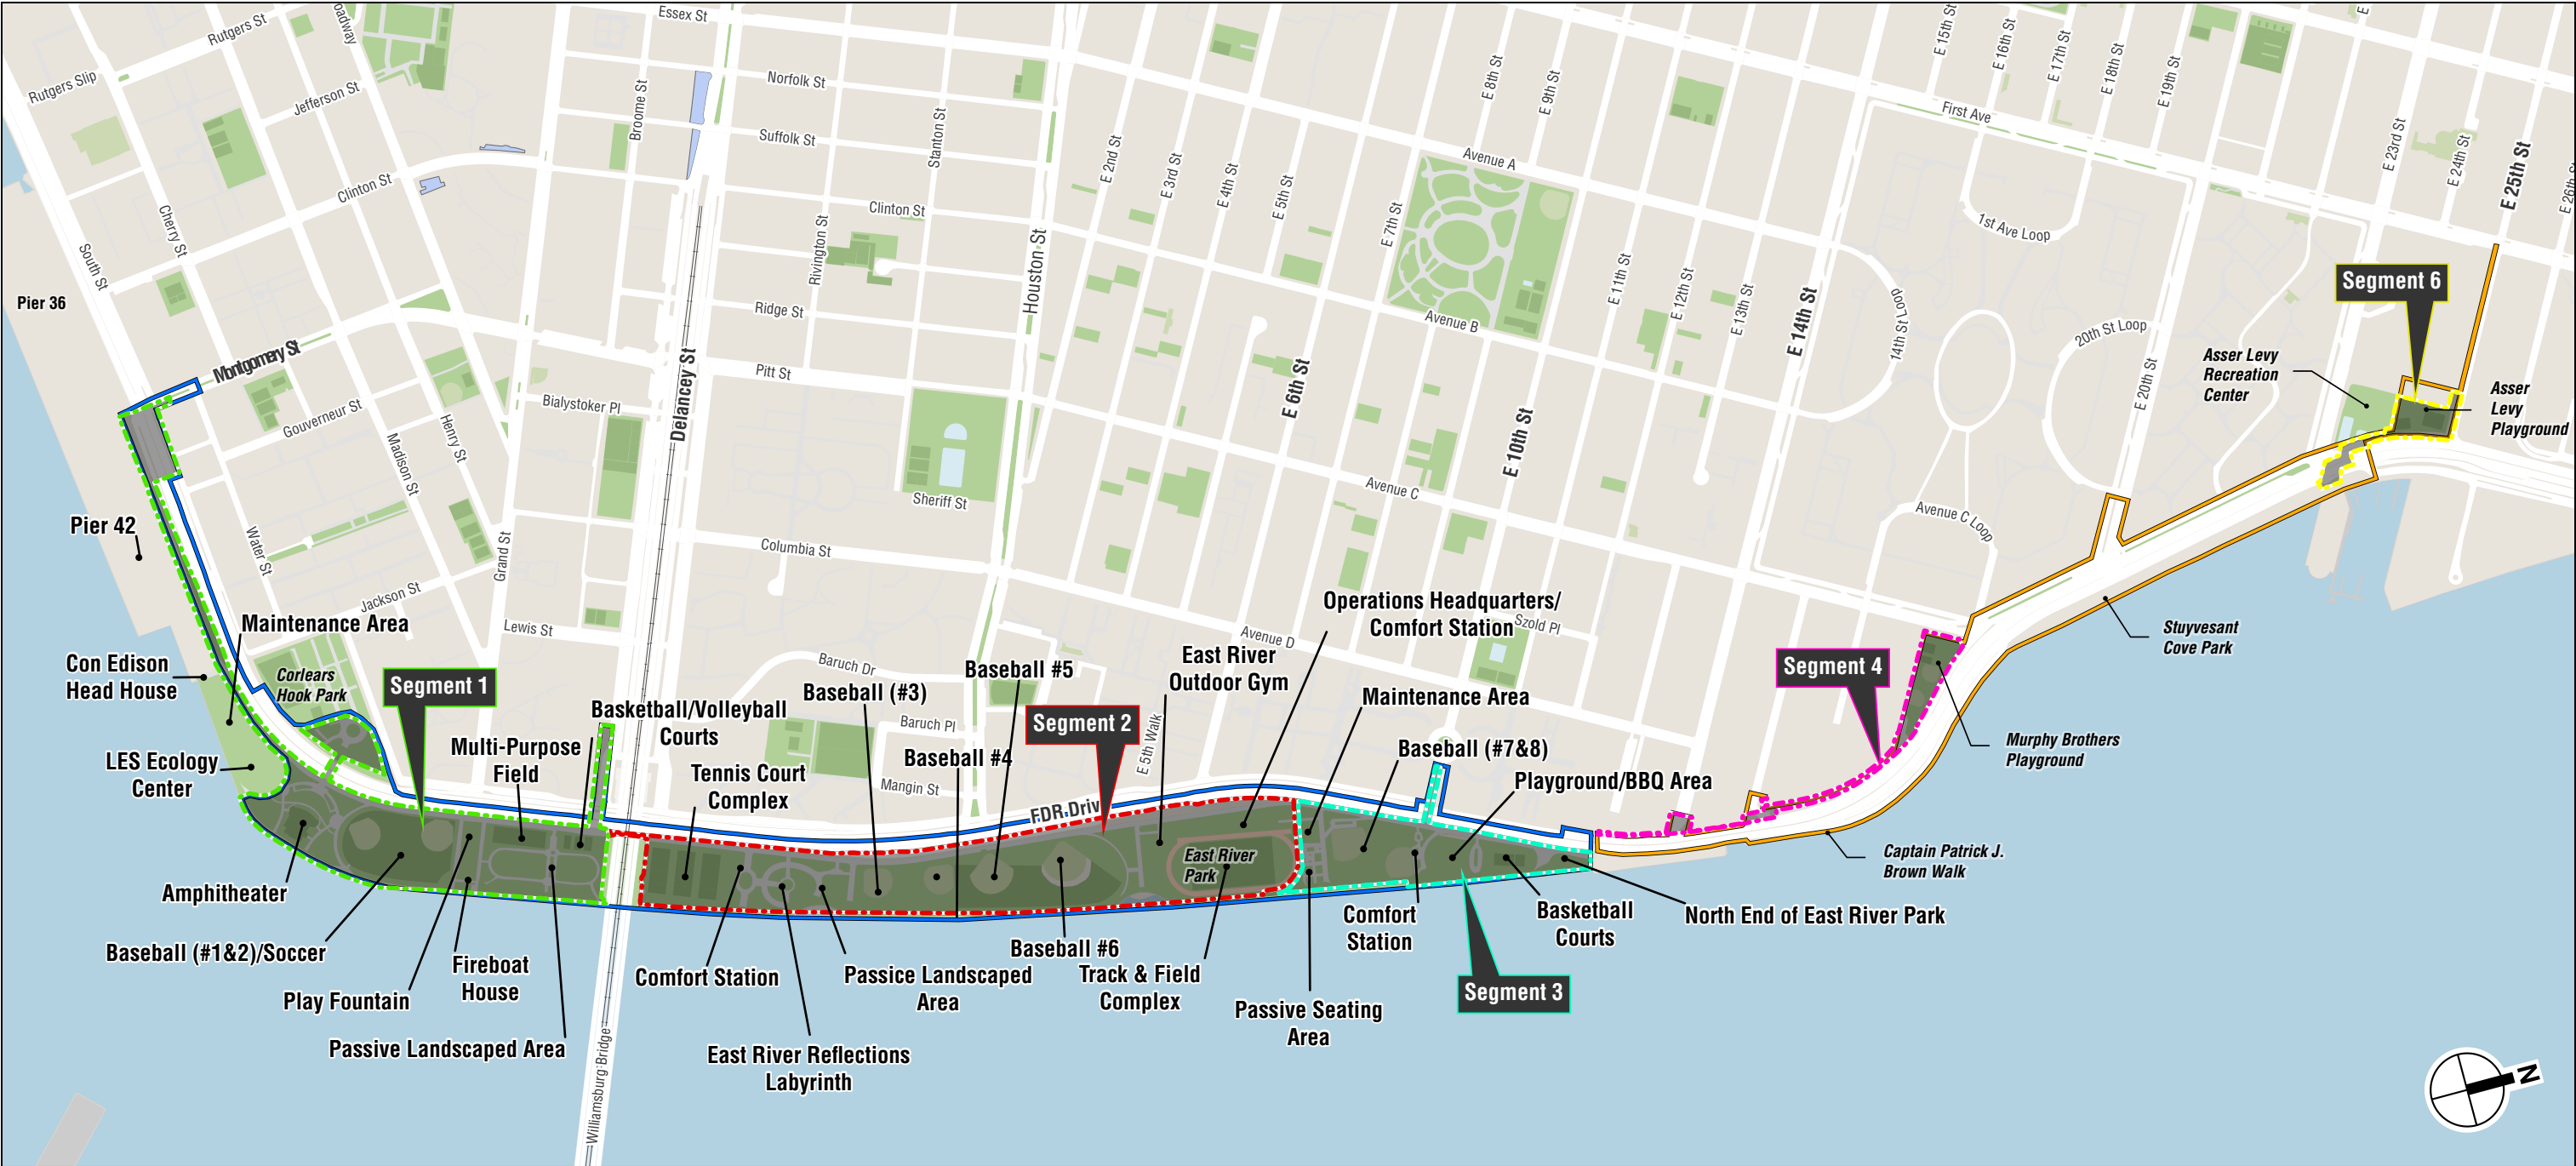 Rutgers St
Rutgers Slip
Jefferson St
Essex St
Norfolk St
Suffolk St
Clinton St
Broome St
Stanton St
Rivington St
Ridge St
Pitt St
Houston St
Delancey St
Clinton St
Cherry St
South St
Pier 36
Montgomery St
Gouverneur St
Madison St
Henry St
Water St
Jackson St
Grand St
Bialystoker Pl
Sheriff St
Columbia St
Lewis St
Baruch Dr
Baruch Pl
Mangin St
E 5th Walk
Szold Pl
FDR Driv
E 2nd St
E 3rd St
E 4th St
E 5th St
E 6th St
E 7th St
E 8th St
E 9th St
E 10th St
E 11th St
E 12th St
E 13th St
E 14th St
E 15th St
E 16th St
E 17th St
E 18th St
E 19th St
E 20th St
E 23rd St
E 24th St
E 25th St
First Ave
Avenue A
Avenue B
Avenue C
Avenue D
1st Ave Loop
14th St Loop
20th St Loop
Avenue C Loop
Segment 6
Asser Levy
Recreation
Center
Asser
Levy
Playground
Pier 42
Maintenance Area
Con Edison
Head House
Corlears
Hook Park
Segment 1
LES Ecology
Center
Multi-Purpose
Field
Basketball/Volleyball
Courts
Tennis Court
Complex
Baseball (#3)
Baseball #4
Baseball #5
Segment 2
East River
Outdoor Gym
Operations Headquarters/
Comfort Station
Maintenance Area
Baseball (#7&8)
Playground/BBQ Area
Segment 4
Stuyvesant
Cove Park
Murphy Brothers
Playground
Captain Patrick J.
Brown Walk
East River
Park
Amphitheater
Baseball (#1&2)/Soccer
Play Fountain
Fireboat
House
Passive Landscaped Area
Comfort Station
East River Reflections
Labyrinth
Passice Landscaped
Area
Baseball #6
Track & Field
Complex
Passive Seating
Area
Comfort
Station
Segment 3
Basketball
Courts
North End of East River Park
Williamsburg Bridge
N